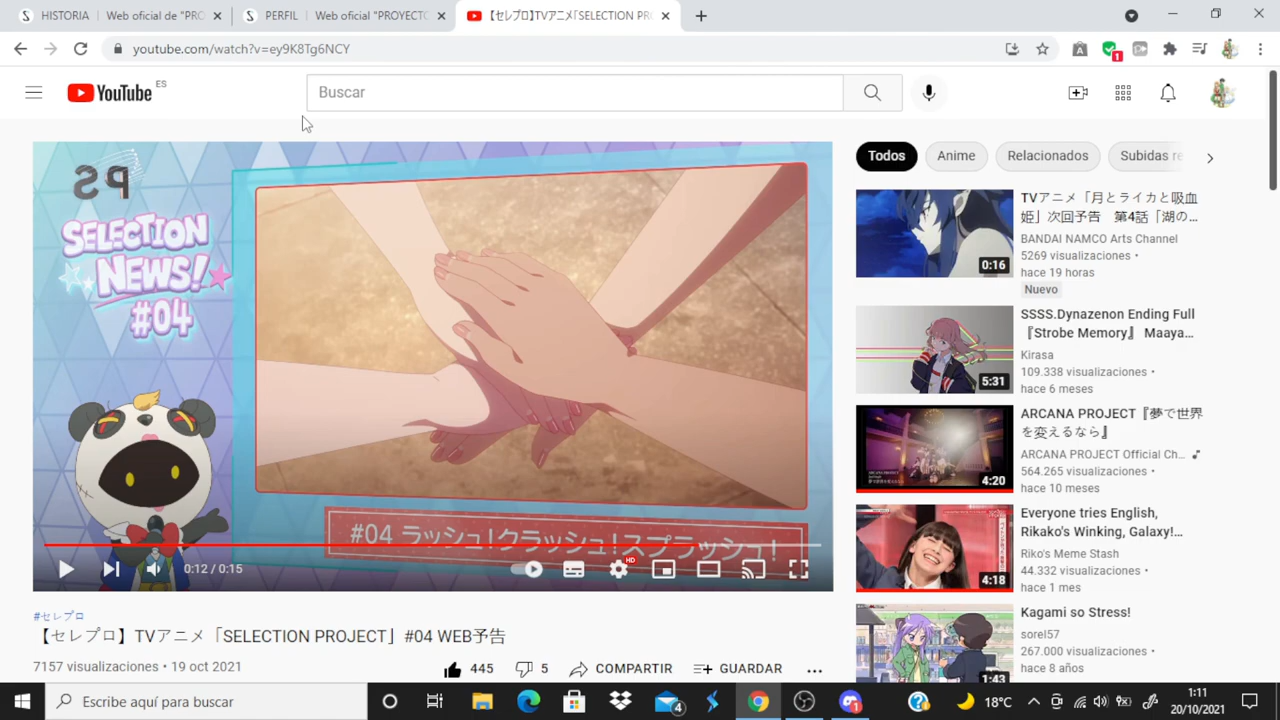 HISTORIA | Web oficial de "PRO
PERFIL | Web oficial "PROYECTO
【セレプロ】TVアニメ「SELECTION PRO
youtube.com/watch?v=ey9K8Tg6NCY
1
YouTube ES
Buscar
PS
SELECTION
NEWS!
#04
#04 ラッシュ!クラッシュ!スプラッシュ!
0:12 / 0:15
HD
#セレプロ
【セレプロ】TVアニメ「SELECTION PROJECT」#04 WEB予告
7157 visualizaciones • 19 oct 2021
445
5
COMPARTIR
GUARDAR
Todos
Anime
Relacionados
Subidas re
TVアニメ「月とライカと吸血
姫」次回予告 第4話「湖の...
BANDAI NAMCO Arts Channel
5269 visualizaciones •
hace 19 horas
Nuevo
0:16
SSSS.Dynazenon Ending Full
『Strobe Memory』 Maaya...
Kirasa
109.338 visualizaciones •
hace 6 meses
5:31
ARCANA PROJECT『夢で世界
を変えるなら』
ARCANA PROJECT Official Ch...
564.265 visualizaciones •
hace 10 meses
4:20
Everyone tries English,
Rikako's Winking, Galaxy!...
Riko's Meme Stash
44.332 visualizaciones •
hace 1 mes
4:18
Kagami so Stress!
sorel57
267.000 visualizaciones •
hace 8 años
1:43
Escribe aquí para buscar
4
1
18°C
1:11
20/10/2021